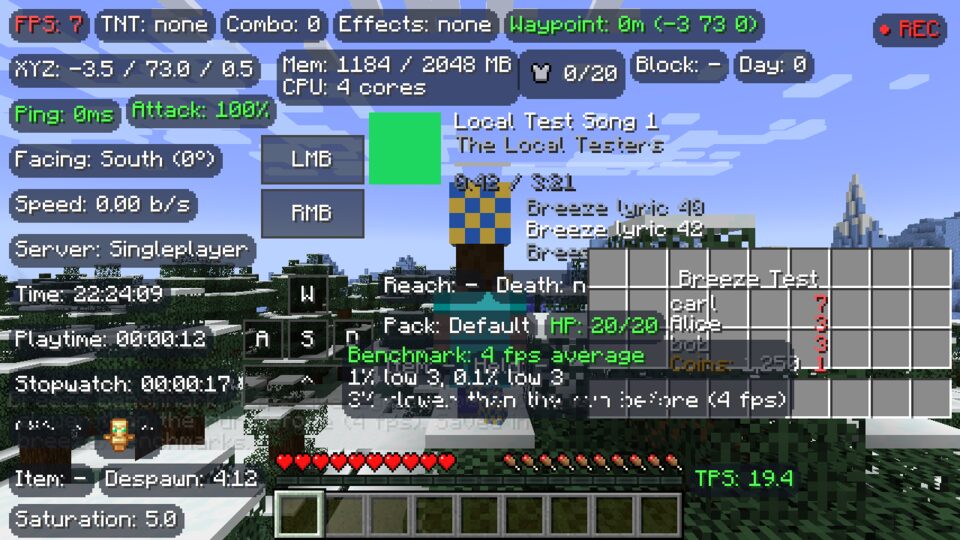 FPS: 7
TNT: none
Combo: 0
Effects: none
Waypoint: 0m (-3 73 0)
REC
XYZ: -3.5 / 73.0 / 0.5
Mem: 1184 / 2048 MB
CPU: 4 cores
0/20
Block: -
Day: 0
Ping: 0ms
Attack: 100%
Local Test Song 1
The Local Testers
0:42 / 3:21
Facing: South (0°)
LMB
Speed: 0.00 b/s
RMB
Breeze lyric 40
Breeze lyric 42
Server: Singleplayer
Breeze Test
Time: 22:24:09
W
Reach: -
Death:
carl 7
Alice 3
bob 3
Coins: 1,250 1
Playtime: 00:00:12
A
S
D
Pack: Default
HP: 20/20
Benchmark: 4 fps average
1% low 3, 0.1% low 3
3% slower than the run before (4 fps)
Stopwatch: 00:00:17
Item: -
Despawn: 4:12
TPS: 19.4
Saturation: 5.0